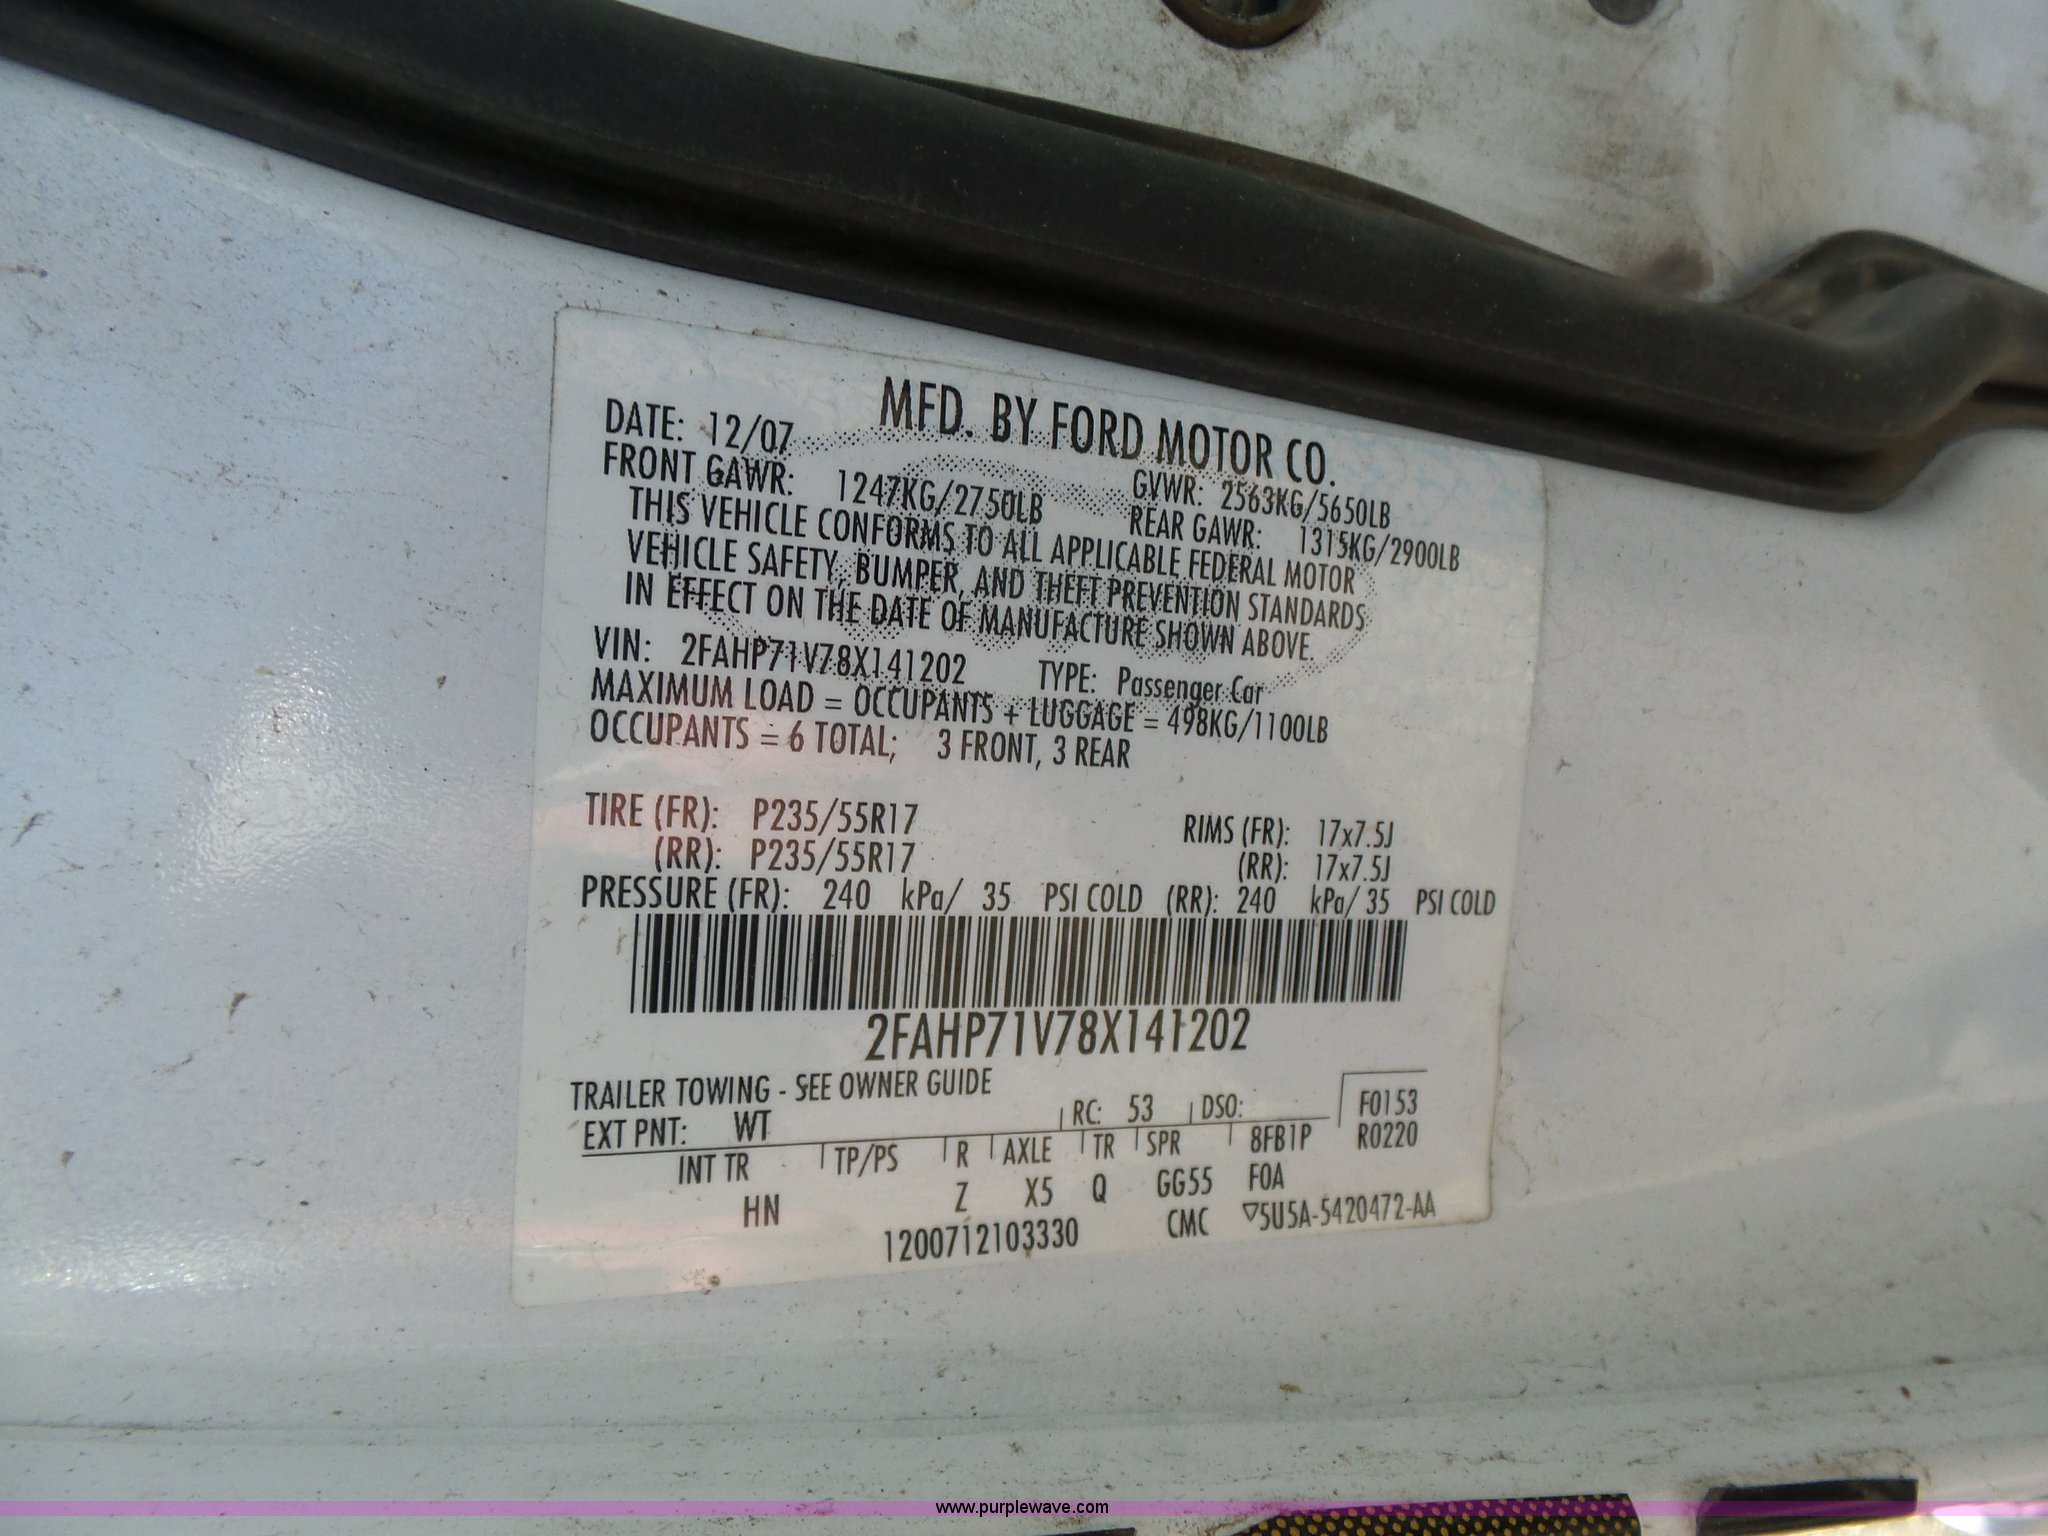 MFD. BY FORD MOTOR CO.
DATE: 12/07 GVWR: 2563KG/5650LB
FRONT GAWR: 1247KG/2750LB REAR GAWR: 1315KG/2900LB
THIS VEHICLE CONFORMS TO ALL APPLICABLE FEDERAL MOTOR
VEHICLE SAFETY, BUMPER, AND THEFT PREVENTION STANDARDS
IN EFFECT ON THE DATE OF MANUFACTURE SHOWN ABOVE.
VIN: 2FAHP71V78X141202 TYPE: Passenger Car
MAXIMUM LOAD = OCCUPANTS + LUGGAGE = 498KG/1100LB
OCCUPANTS = 6 TOTAL; 3 FRONT, 3 REAR
TIRE (FR): P235/55R17 RIMS (FR): 17x7.5J
(RR): P235/55R17 (RR): 17x7.5J
PRESSURE (FR): 240 kPa/ 35 PSI COLD (RR): 240 kPa/ 35 PSI COLD
2FAHP71V78X141202
TRAILER TOWING - SEE OWNER GUIDE
EXT PNT: WT RC: 53 DSO: F0153
INT TR TP/PS R AXLE TR SPR 8FB1P R0220
HN Z X5 Q GG55 FOA
1200712103330 CMC ▽5U5A-5420472-AA
www.purplewave.com